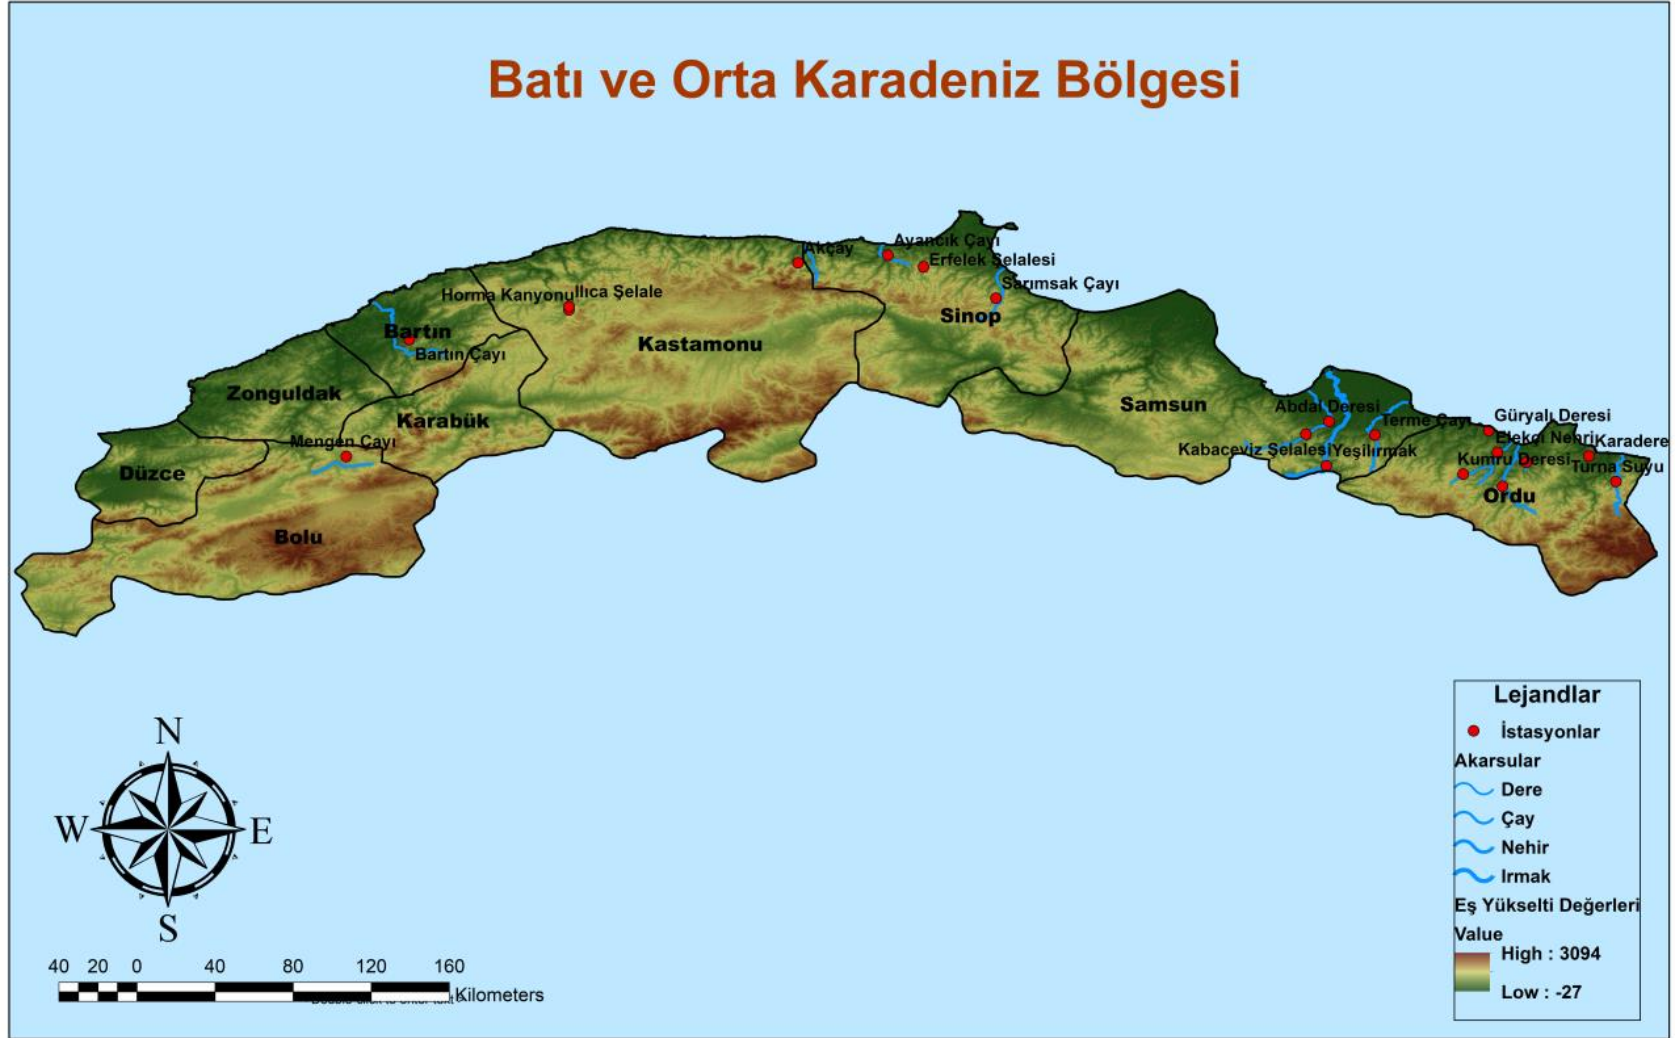 Batı ve Orta Karadeniz Bölgesi
Akçay
Ayancık Çayı
Erfelek Şelalesi
Sarımsak Çayı
Horma Kanyonu
Ilıca Şelale
Sinop
Bartın
Bartın Çayı
Kastamonu
Zonguldak
Karabük
Samsun
Abdal Deresi
Terme Çayı
Güryalı Deresi
Elekçi Nehri
Karadere
Mengen Çayı
Kabaceviz Şelalesi
Yeşilırmak
Kumru Deresi
Turna Suyu
Düzce
Ordu
Bolu
Lejandlar
İstasyonlar
Akarsular
Dere
Çay
Nehir
Irmak
Eş Yükselti Değerleri
Value
High : 3094
Low : -27
N
W
E
S
40 20 0 40 80 120 160
Kilometers